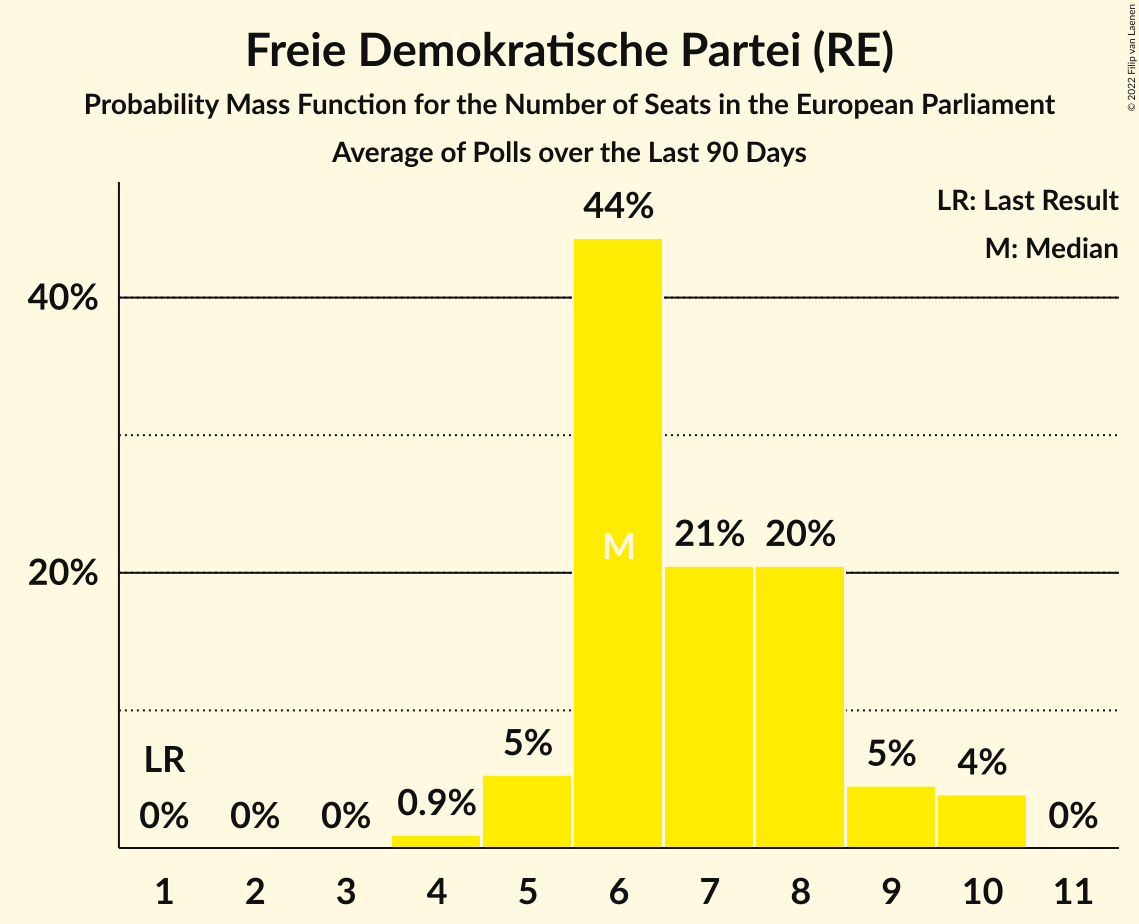 Freie Demokratische Partei (RE)
Probability Mass Function for the Number of Seats in the European Parliament
Average of Polls over the Last 90 Days
© 2022 Filip van Laenen
LR: Last Result
M: Median
44%
40%
M
21% 20%
20%
LR
5% 5% 4%
0% 0% 0% 0.9% 0%
1 2 3 4 5 6 7 8 9 10 11